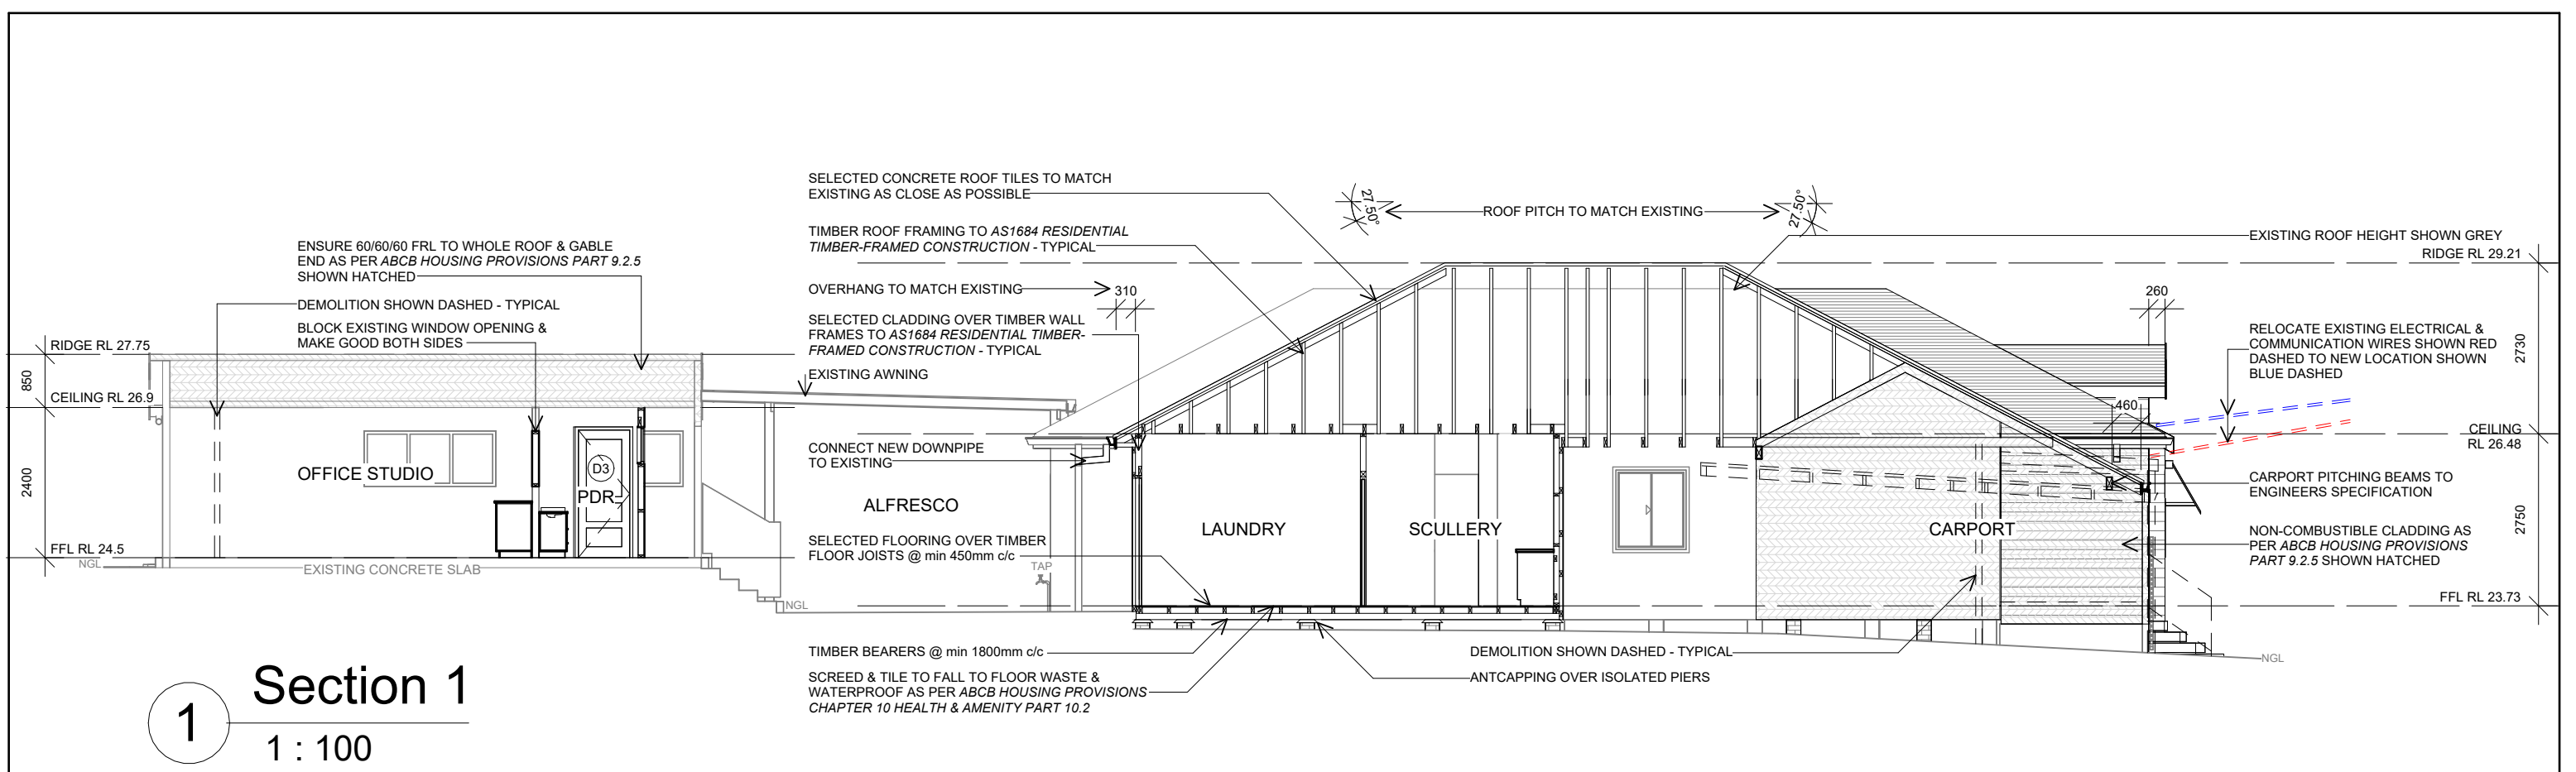 SELECTED CONCRETE ROOF TILES TO MATCH
EXISTING AS CLOSE AS POSSIBLE
27.50°
ROOF PITCH TO MATCH EXISTING
27.50°
TIMBER ROOF FRAMING TO AS1684 RESIDENTIAL
TIMBER-FRAMED CONSTRUCTION - TYPICAL
EXISTING ROOF HEIGHT SHOWN GREY
RIDGE RL 29.21
ENSURE 60/60/60 FRL TO WHOLE ROOF & GABLE
END AS PER ABCB HOUSING PROVISIONS PART 9.2.5
SHOWN HATCHED
DEMOLITION SHOWN DASHED - TYPICAL
BLOCK EXISTING WINDOW OPENING &
MAKE GOOD BOTH SIDES
OVERHANG TO MATCH EXISTING
310
260
SELECTED CLADDING OVER TIMBER WALL
FRAMES TO AS1684 RESIDENTIAL TIMBER-
FRAMED CONSTRUCTION - TYPICAL
RELOCATE EXISTING ELECTRICAL &
COMMUNICATION WIRES SHOWN RED
DASHED TO NEW LOCATION SHOWN
BLUE DASHED
2730
RIDGE RL 27.75
850
CEILING RL 26.9
EXISTING AWNING
460
CEILING
RL 26.48
CONNECT NEW DOWNPIPE
TO EXISTING
2400
OFFICE STUDIO
D3
PDR
ALFRESCO
LAUNDRY
SCULLERY
CARPORT
CARPORT PITCHING BEAMS TO
ENGINEERS SPECIFICATION
2750
NON-COMBUSTIBLE CLADDING AS
PER ABCB HOUSING PROVISIONS
PART 9.2.5 SHOWN HATCHED
SELECTED FLOORING OVER TIMBER
FLOOR JOISTS @ min 450mm c/c
FFL RL 24.5
NGL
EXISTING CONCRETE SLAB
TAP
NGL
FFL RL 23.73
TIMBER BEARERS @ min 1800mm c/c
DEMOLITION SHOWN DASHED - TYPICAL
NGL
SCREED & TILE TO FALL TO FLOOR WASTE &
WATERPROOF AS PER ABCB HOUSING PROVISIONS
CHAPTER 10 HEALTH & AMENITY PART 10.2
ANTCAPPING OVER ISOLATED PIERS
1
Section 1
1 : 100